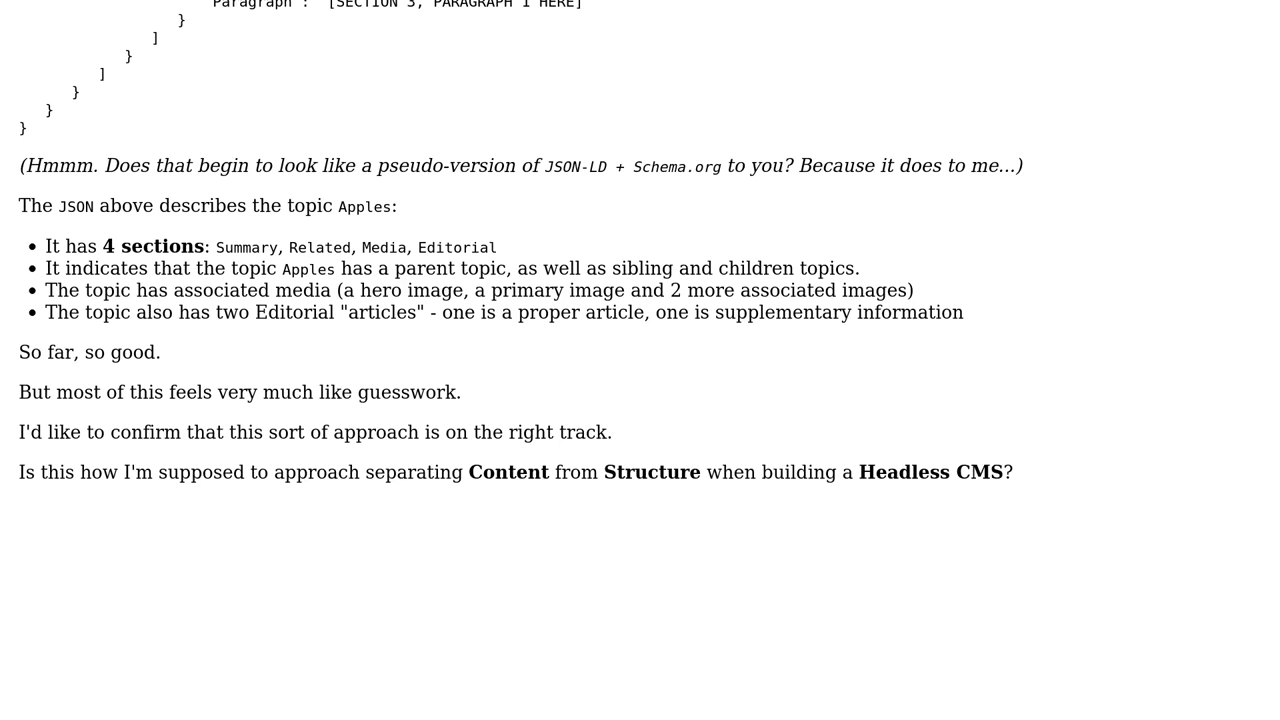 Paragraph : [SECTION 3, PARAGRAPH 1 HERE]
}
]
}
]
}
}
}
(Hmmm. Does that begin to look like a pseudo-version of JSON-LD + Schema.org to you? Because it does to me...)
The JSON above describes the topic Apples:
• It has 4 sections: Summary, Related, Media, Editorial
• It indicates that the topic Apples has a parent topic, as well as sibling and children topics.
• The topic has associated media (a hero image, a primary image and 2 more associated images)
• The topic also has two Editorial "articles" - one is a proper article, one is supplementary information
So far, so good.
But most of this feels very much like guesswork.
I'd like to confirm that this sort of approach is on the right track.
Is this how I'm supposed to approach separating Content from Structure when building a Headless CMS?